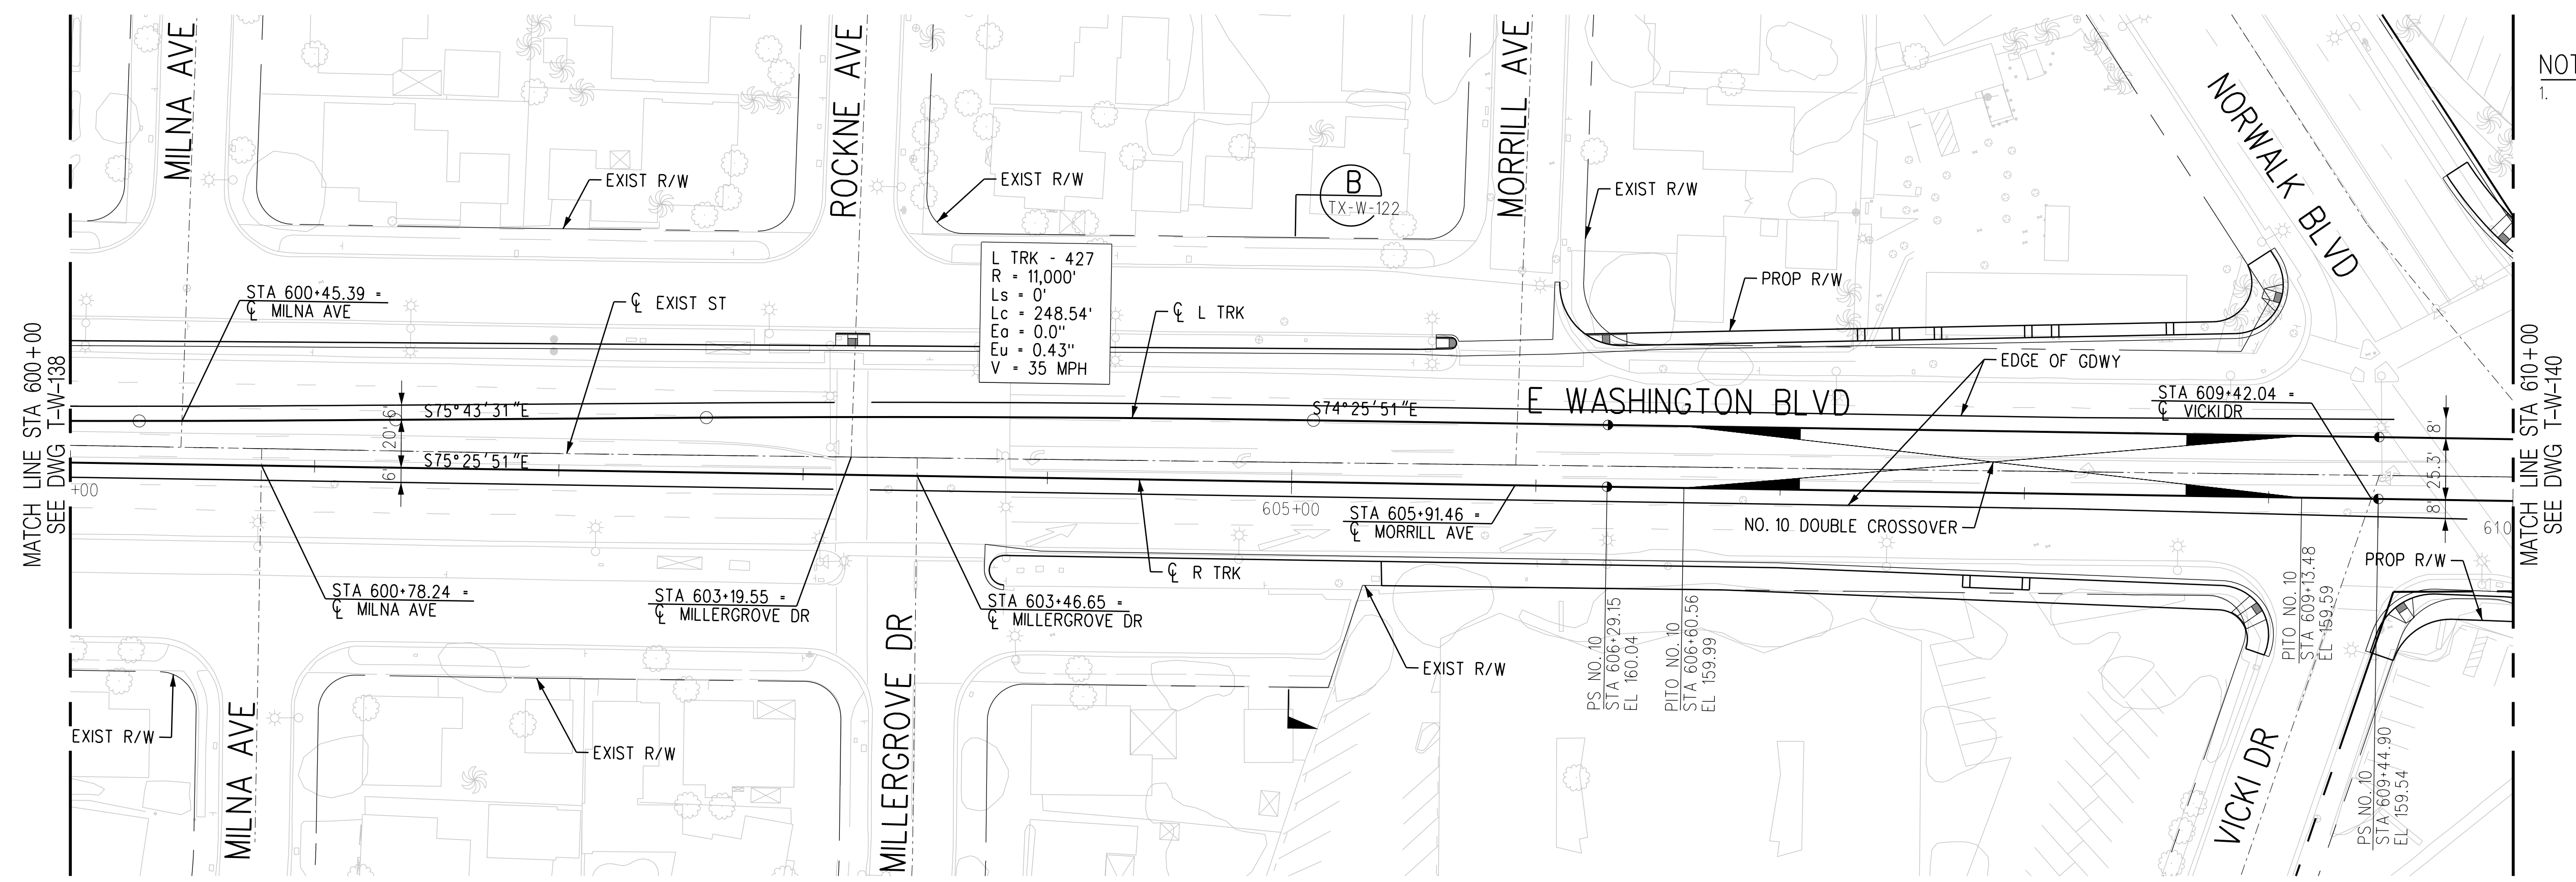 MILNA AVE
ROCKNE AVE
MORRILL AVE
NORWALK BLVD
NOT
1.
EXIST R/W
EXIST R/W
B
TX-W-122
EXIST R/W
L TRK - 427
R = 11,000'
Ls = 0'
Lc = 248.54'
Ea = 0.0"
Eu = 0.43"
V = 35 MPH
PROP R/W
STA 600+45.39 =
℄ MILNA AVE
℄ EXIST ST
℄ L TRK
EDGE OF GDWY
MATCH LINE STA 600+00
SEE DWG T-W-138
MATCH LINE STA 610+00
SEE DWG T-W-140
E WASHINGTON BLVD
STA 609+42.04 =
℄ VICKI DR
S75°43'31"E
S74°25'51"E
6'
20'
6'
S75°25'51"E
8'
25.3'
8'
+00
605+00
610
STA 605+91.46 =
℄ MORRILL AVE
NO. 10 DOUBLE CROSSOVER
℄ R TRK
STA 600+78.24 =
℄ MILNA AVE
STA 603+19.55 =
℄ MILLERGROVE DR
STA 603+46.65 =
℄ MILLERGROVE DR
PROP R/W
EXIST R/W
PS NO. 10
STA 606+29.15
EL 160.04
PITO NO. 10
STA 606+60.56
EL 159.99
PITO NO. 10
STA 609+13.48
EL 159.59
PS NO. 10
STA 609+44.90
EL 159.54
EXIST R/W
EXIST R/W
MILNA AVE
MILLERGROVE DR
VICKI DR